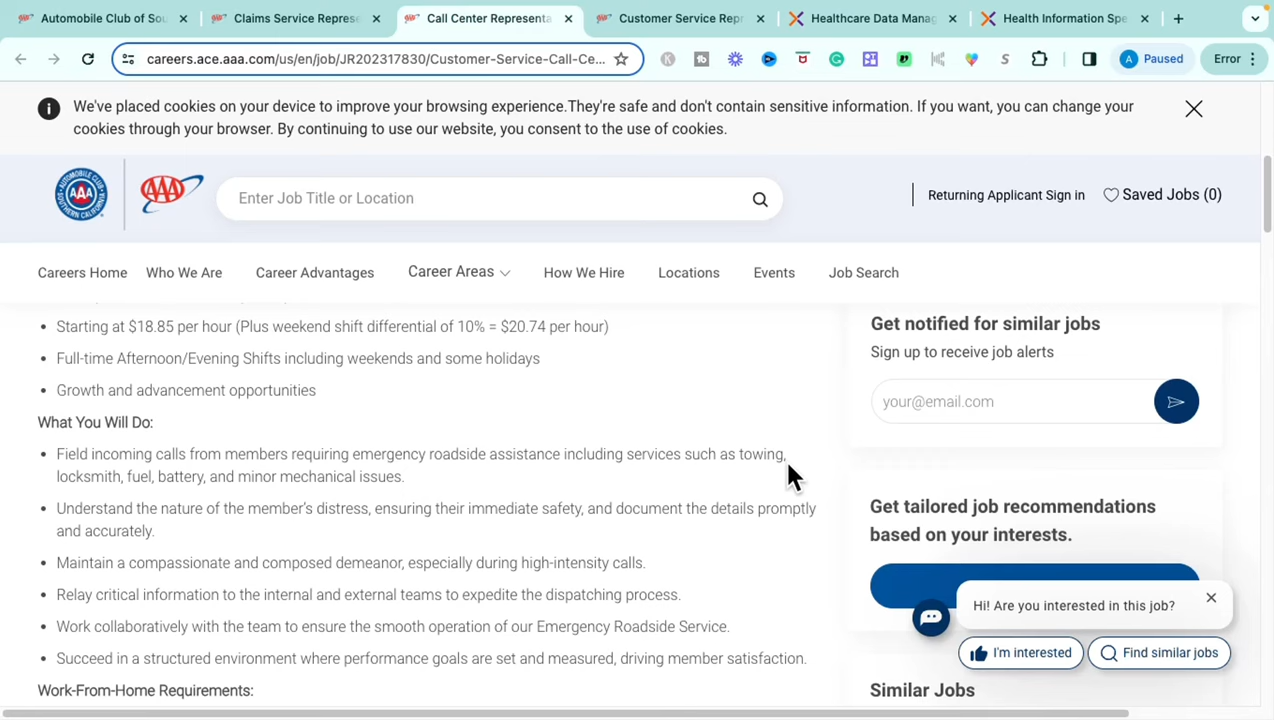 Automobile Club of Sou
Claims Service Represe
Call Center Representa
Customer Service Repr
Healthcare Data Manag
Health Information Spe
careers.ace.aaa.com/us/en/job/JR202317830/Customer-Service-Call-Ce...
A Paused
Error
We've placed cookies on your device to improve your browsing experience.They're safe and don't contain sensitive information. If you want, you can change your
cookies through your browser. By continuing to use our website, you consent to the use of cookies.
AUTOMOBILE CLUB OF
AAA
SOUTHERN CALIFORNIA
AAA
Enter Job Title or Location
Returning Applicant Sign in
Saved Jobs (0)
Careers Home
Who We Are
Career Advantages
Career Areas
How We Hire
Locations
Events
Job Search
• Starting at $18.85 per hour (Plus weekend shift differential of 10% = $20.74 per hour)
• Full-time Afternoon/Evening Shifts including weekends and some holidays
• Growth and advancement opportunities
What You Will Do:
• Field incoming calls from members requiring emergency roadside assistance including services such as towing,
locksmith, fuel, battery, and minor mechanical issues.
• Understand the nature of the member's distress, ensuring their immediate safety, and document the details promptly
and accurately.
• Maintain a compassionate and composed demeanor, especially during high-intensity calls.
• Relay critical information to the internal and external teams to expedite the dispatching process.
• Work collaboratively with the team to ensure the smooth operation of our Emergency Roadside Service.
• Succeed in a structured environment where performance goals are set and measured, driving member satisfaction.
Work-From-Home Requirements:
Get notified for similar jobs
Sign up to receive job alerts
your@email.com
Get tailored job recommendations
based on your interests.
Hi! Are you interested in this job?
I'm interested
Find similar jobs
Similar Jobs